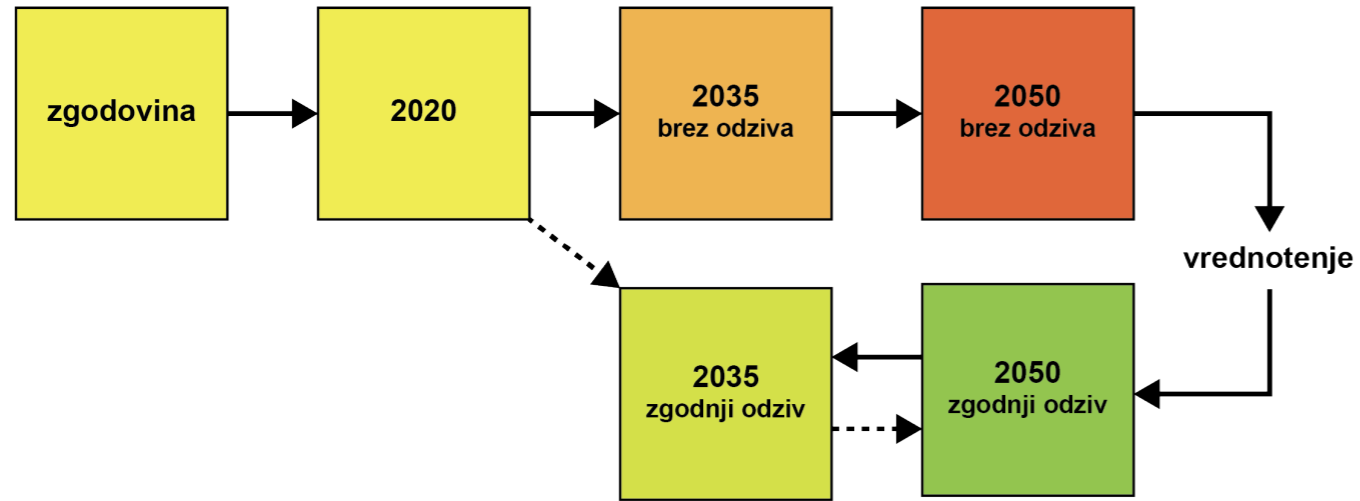 zgodovina
2020
2035
brez odziva
2050
brez odziva
vrednotenje
2035
zgodnji odziv
2050
zgodnji odziv